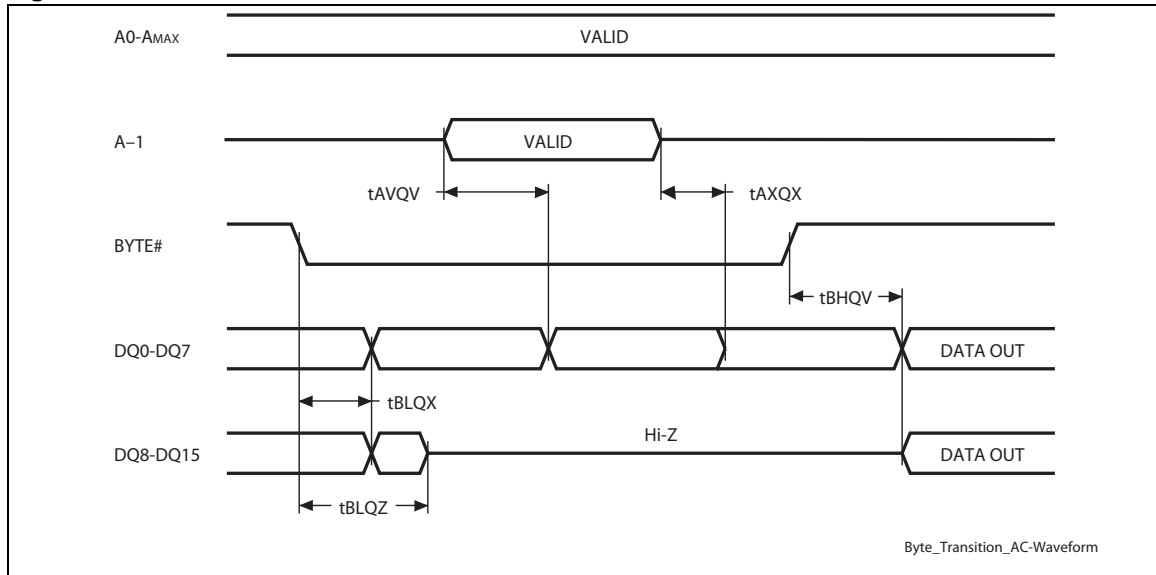 A0-AMAX VALID
A–1 VALID
tAVQV tAXQX
BYTE#
tBHQV
DQ0-DQ7 DATA OUT
tBLQX
DQ8-DQ15 Hi-Z DATA OUT
tBLQZ
Byte_Transition_AC-Waveform